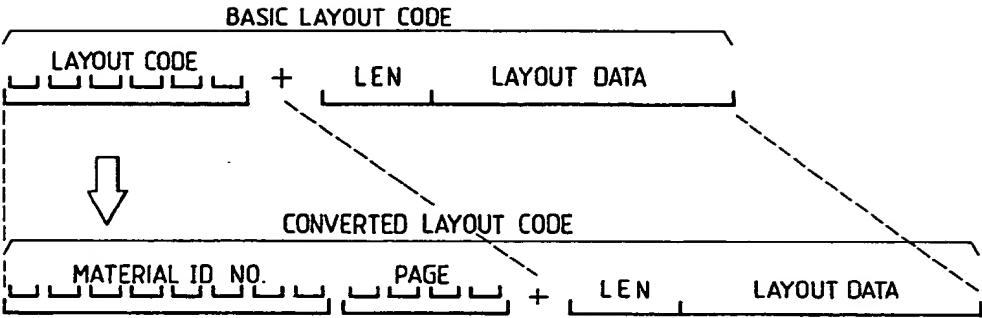 BASIC LAYOUT CODE
LAYOUT CODE + LEN LAYOUT DATA
CONVERTED LAYOUT CODE
MATERIAL ID NO. PAGE + LEN LAYOUT DATA